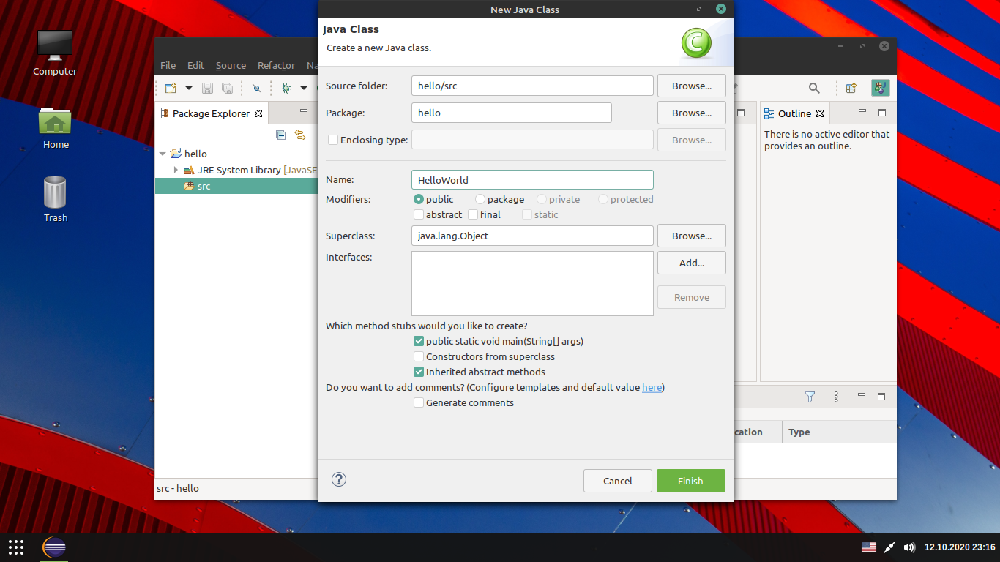 New Java Class
Java Class
Create a new Java class.
Source folder: hello/src Browse...
Package: hello Browse...
Enclosing type: Browse...
Name: HelloWorld
Modifiers: public package private protected
abstract final static
Superclass: java.lang.Object Browse...
Interfaces: Add...
Remove
Which method stubs would you like to create?
public static void main(String[] args)
Constructors from superclass
Inherited abstract methods
Do you want to add comments? (Configure templates and default value here)
Generate comments
Cancel Finish
File Edit Source Refactor
Package Explorer
hello
JRE System Library [JavaSE
src
Outline
There is no active editor that
provides an outline.
Type
src - hello
Computer
Home
Trash
12.10.2020 23:16